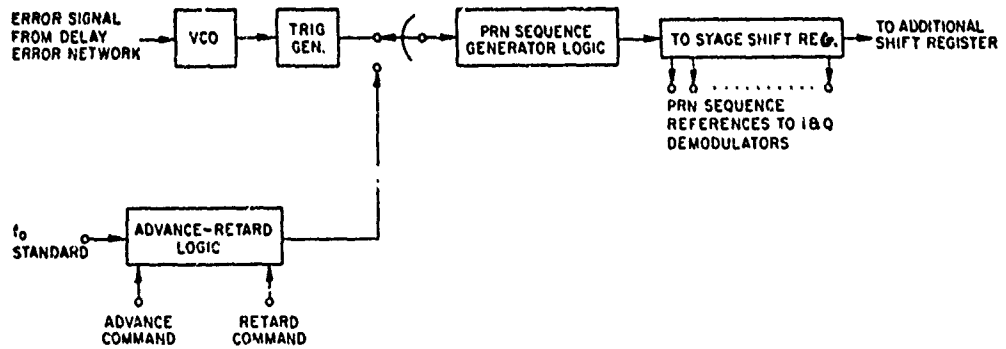 ERROR SIGNAL
FROM DELAY
ERROR NETWORK
VCO
TRIG
GEN.
PRN SEQUENCE
GENERATOR LOGIC
TO STAGE SHIFT REG.
TO ADDITIONAL
SHIFT REGISTER
PRN SEQUENCE
REFERENCES TO I&Q
DEMODULATORS
f0
STANDARD
ADVANCE-RETARD
LOGIC
ADVANCE
COMMAND
RETARD
COMMAND